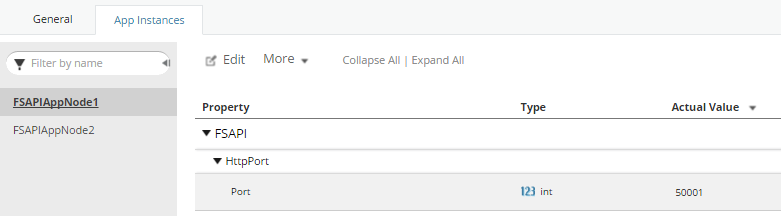 General App Instances
Filter by name
Edit More Collapse All | Expand All
FSAPIAppNode1
Property Type Actual Value
FSAPIAppNode2
FSAPI
HttpPort
Port 123 int 50001